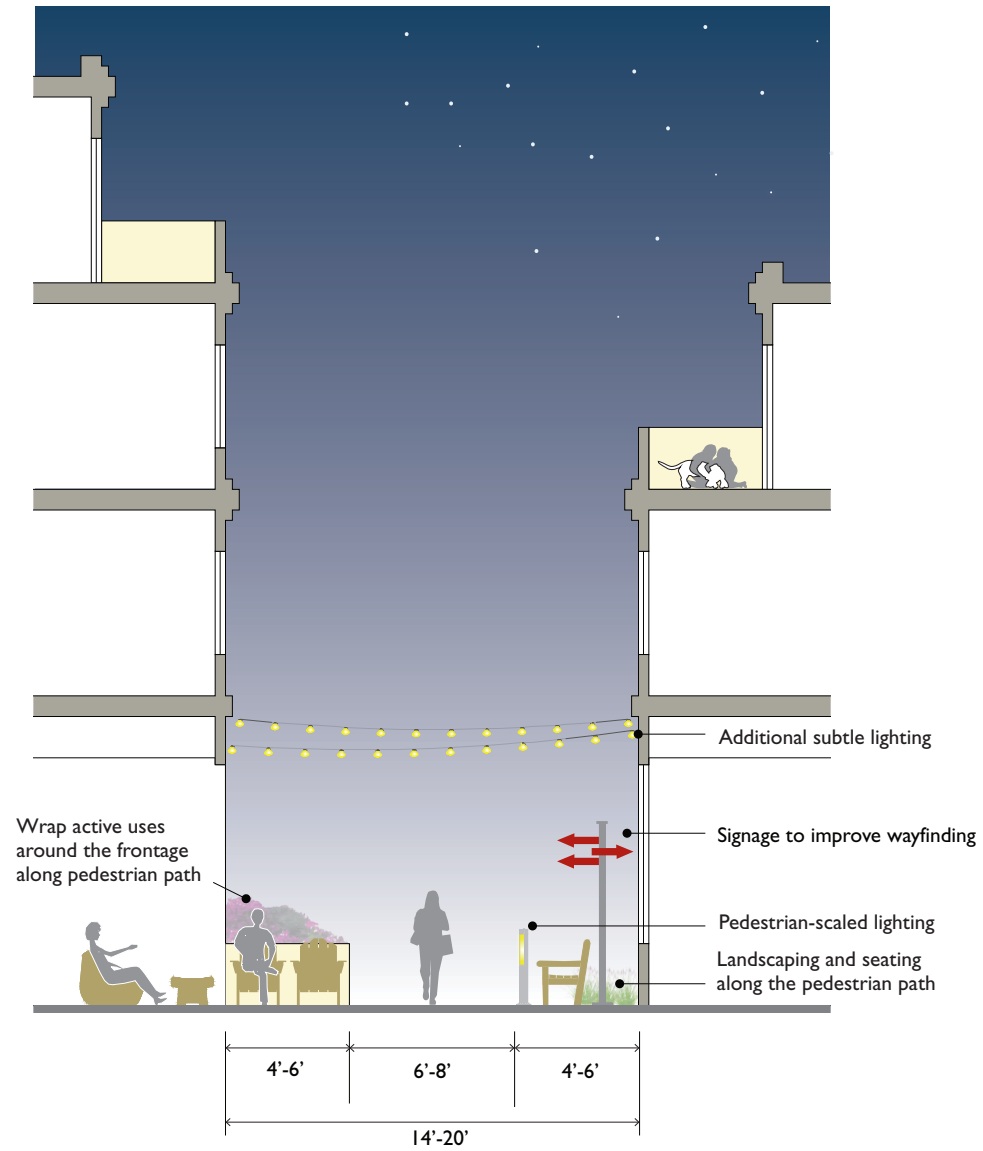 Additional subtle lighting
Wrap active uses
around the frontage
along pedestrian path
Signage to improve wayfinding
Pedestrian-scaled lighting
Landscaping and seating
along the pedestrian path
4'-6'
6'-8'
4'-6'
14'-20'